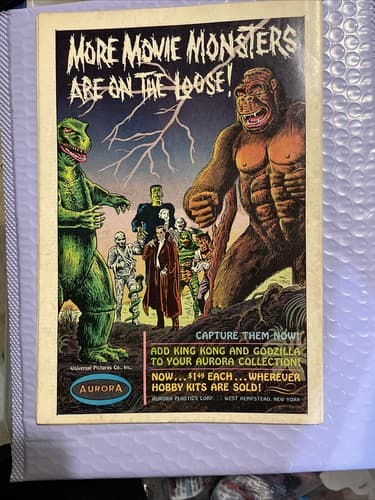 MORE MOVIE MONSTERS
ARE ON THE LOOSE!
CAPTURE THEM NOW!
ADD KING KONG AND GODZILLA
TO YOUR AURORA COLLECTION!
Universal Pictures Co., Inc.
AURORA
NOW...$1.49 EACH...WHEREVER
HOBBY KITS ARE SOLD!
AURORA PLASTICS CORP. WEST HEMPSTEAD, NEW YORK